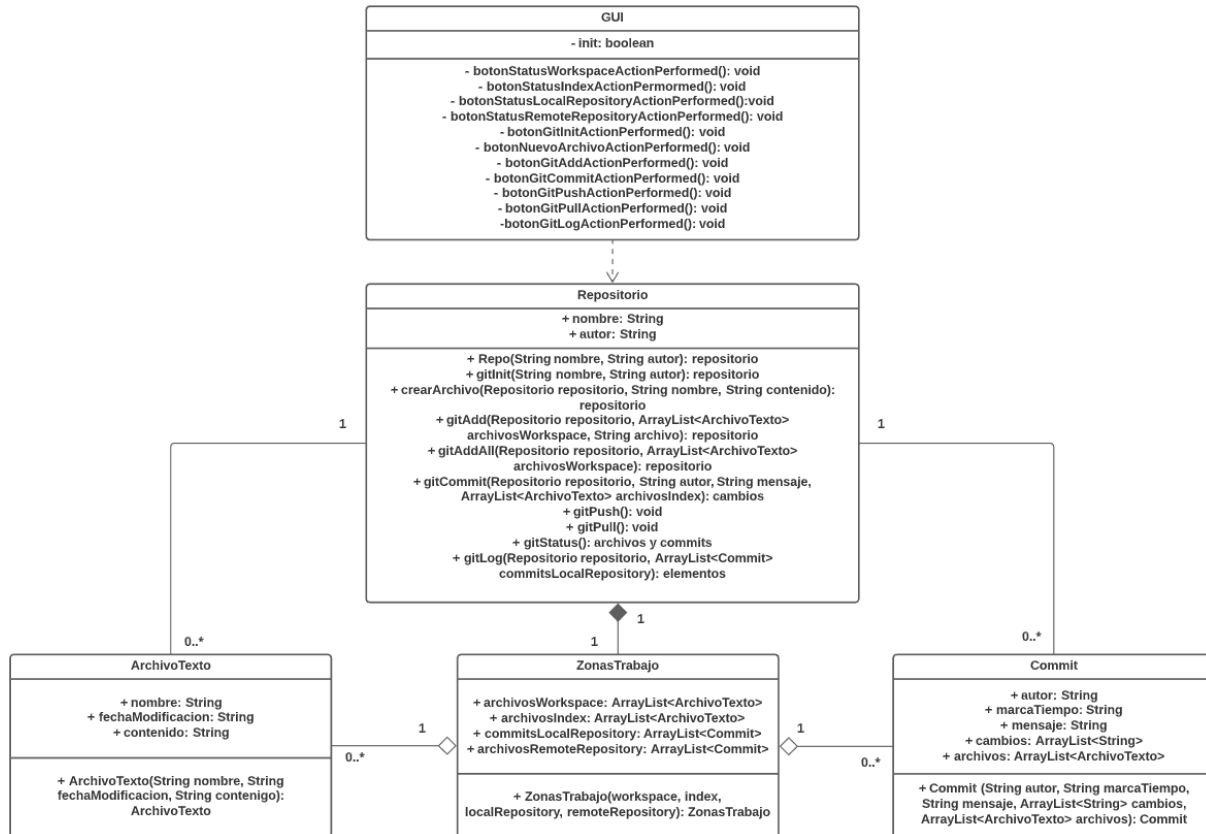 GUI
- init: boolean
- botonStatusWorkspaceActionPerformed(): void
- botonStatusIndexActionPermormed(): void
- botonStatusLocalRepositoryActionPerformed():void
- botonStatusRemoteRepositoryActionPerformed(): void
- botonGitInitActionPerformed(): void
- botonNuevoArchivoActionPerformed(): void
- botonGitAddActionPerformed(): void
- botonGitCommitActionPerformed(): void
- botonGitPushActionPerformed(): void
- botonGitPullActionPerformed(): void
-botonGitLogActionPerformed(): void
Repositorio
+ nombre: String
+ autor: String
+ Repo(String nombre, String autor): repositorio
+ gitInit(String nombre, String autor): repositorio
+ crearArchivo(Repositorio repositorio, String nombre, String contenido):
repositorio
+ gitAdd(Repositorio repositorio, ArrayList<ArchivoTexto>
archivosWorkspace, String archivo): repositorio
+ gitAddAll(Repositorio repositorio, ArrayList<ArchivoTexto>
archivosWorkspace): repositorio
+ gitCommit(Repositorio repositorio, String autor, String mensaje,
ArrayList<ArchivoTexto> archivosIndex): cambios
+ gitPush(): void
+ gitPull(): void
+ gitStatus(): archivos y commits
+ gitLog(Repositorio repositorio, ArrayList<Commit>
commitsLocalRepository): elementos
1
1
1
0..*
1
0..*
ArchivoTexto
+ nombre: String
+ fechaModificacion: String
+ contenido: String
+ ArchivoTexto(String nombre, String
fechaModificacion, String contenigo):
ArchivoTexto
1
0..*
ZonasTrabajo
+ archivosWorkspace: ArrayList<ArchivoTexto>
+ archivosIndex: ArrayList<ArchivoTexto>
+ commitsLocalRepository: ArrayList<Commit>
+ archivosRemoteRepository: ArrayList<Commit>
+ ZonasTrabajo(workspace, index,
localRepository, remoteRepository): ZonasTrabajo
1
0..*
Commit
+ autor: String
+ marcaTiempo: String
+ mensaje: String
+ cambios: ArrayList<String>
+ archivos: ArrayList<ArchivoTexto>
+ Commit (String autor, String marcaTiempo,
String mensaje, ArrayList<String> cambios,
ArrayList<ArchivoTexto> archivos): Commit